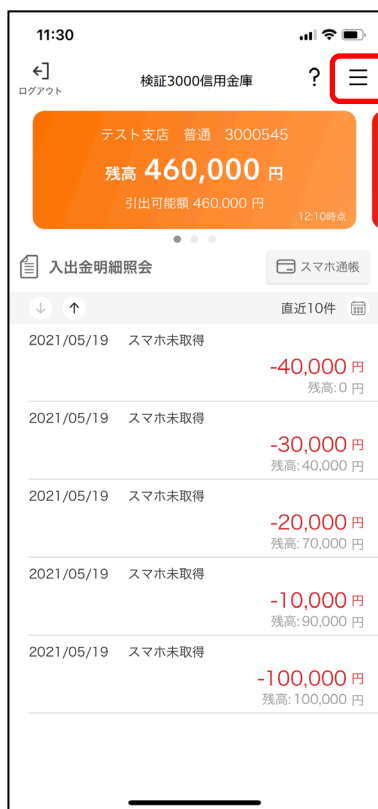 11:30
ログアウト
検証3000信用金庫
?
テスト支店 普通 3000545
残高 460,000 円
引出可能額 460,000 円
12:10時点
入出金明細照会
スマホ通帳
↓ ↑ 直近10件
2021/05/19 スマホ未取得
-40,000 円
残高:0 円
2021/05/19 スマホ未取得
-30,000 円
残高:40,000 円
2021/05/19 スマホ未取得
-20,000 円
残高:70,000 円
2021/05/19 スマホ未取得
-10,000 円
残高:90,000 円
2021/05/19 スマホ未取得
-100,000 円
残高:100,000 円